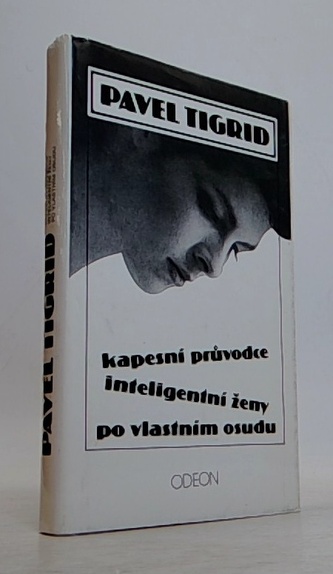 PAVEL TIGRID
kapesní průvodce
inteligentní ženy
po vlastním osudu
ODEON
PAVEL TIGRID